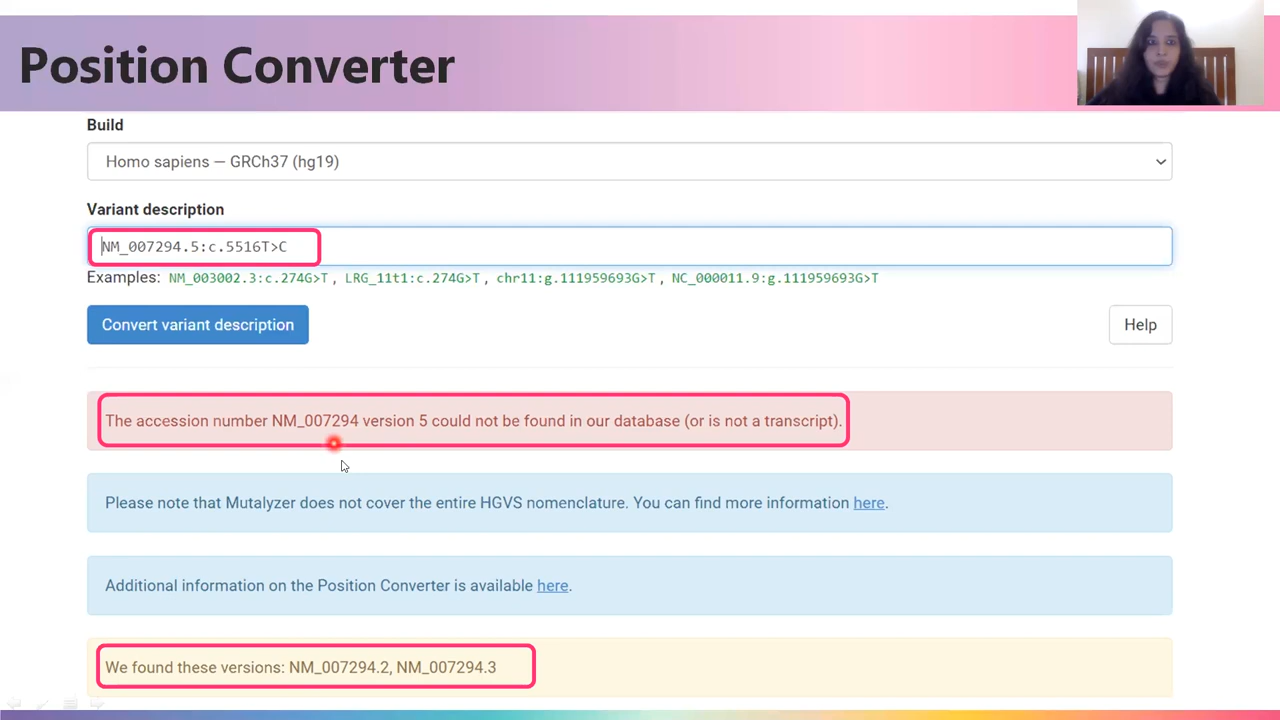 Position Converter
Build
Homo sapiens — GRCh37 (hg19)
Variant description
NM_007294.5:c.5516T>C
Examples: NM_003002.3:c.274G>T, LRG_11t1:c.274G>T, chr11:g.111959693G>T, NC_000011.9:g.111959693G>T
Convert variant description
Help
The accession number NM_007294 version 5 could not be found in our database (or is not a transcript).
Please note that Mutalyzer does not cover the entire HGVS nomenclature. You can find more information here.
Additional information on the Position Converter is available here.
We found these versions: NM_007294.2, NM_007294.3